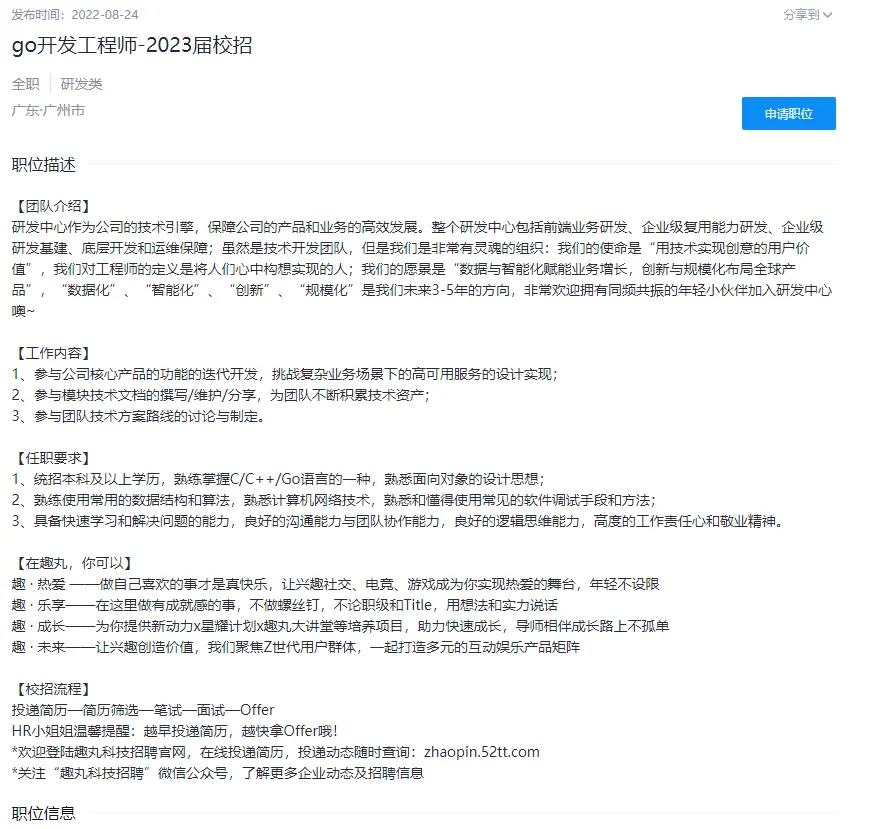 发布时间：2022-08-24
分享到
go开发工程师-2023届校招
全职 研发类
广东·广州市
申请职位
职位描述
【团队介绍】
研发中心作为公司的技术引擎，保障公司的产品和业务的高效发展。整个研发中心包括前端业务研发、企业级复用能力研发、企业级
研发基建、底层开发和运维保障；虽然是技术开发团队，但是我们是非常有灵魂的组织：我们的使命是“用技术实现创意的用户价
值”，我们对工程师的定义是将人们心中构想实现的人；我们的愿景是“数据与智能化赋能业务增长，创新与规模化布局全球产
品”，“数据化”、“智能化”、“创新”、“规模化”是我们未来3-5年的方向，非常欢迎拥有同频共振的年轻小伙伴加入研发中心
噢~
【工作内容】
1、参与公司核心产品的功能的迭代开发，挑战复杂业务场景下的高可用服务的设计实现；
2、参与模块技术文档的撰写/维护/分享，为团队不断积累技术资产；
3、参与团队技术方案路线的讨论与制定。
【任职要求】
1、统招本科及以上学历，熟练掌握C/C++/Go语言的一种，熟悉面向对象的设计思想；
2、熟练使用常用的数据结构和算法，熟悉计算机网络技术，熟悉和懂得使用常见的软件调试手段和方法；
3、具备快速学习和解决问题的能力，良好的沟通能力与团队协作能力，良好的逻辑思维能力，高度的工作责任心和敬业精神。
【在趣丸，你可以】
趣 · 热爱 ——做自己喜欢的事才是真快乐，让兴趣社交、电竞、游戏成为你实现热爱的舞台，年轻不设限
趣 · 乐享——在这里做有成就感的事，不做螺丝钉，不论职级和Title，用想法和实力说话
趣 · 成长——为你提供新动力x星耀计划x趣丸大讲堂等培养项目，助力快速成长，导师相伴成长路上不孤单
趣 · 未来——让兴趣创造价值，我们聚焦Z世代用户群体，一起打造多元的互动娱乐产品矩阵
【校招流程】
投递简历—简历筛选—笔试—面试—Offer
HR小姐姐温馨提醒：越早投递简历，越快拿Offer哦！
*欢迎登陆趣丸科技招聘官网，在线投递简历，投递动态随时查询：zhaopin.52tt.com
*关注“趣丸科技招聘”微信公众号，了解更多企业动态及招聘信息
职位信息